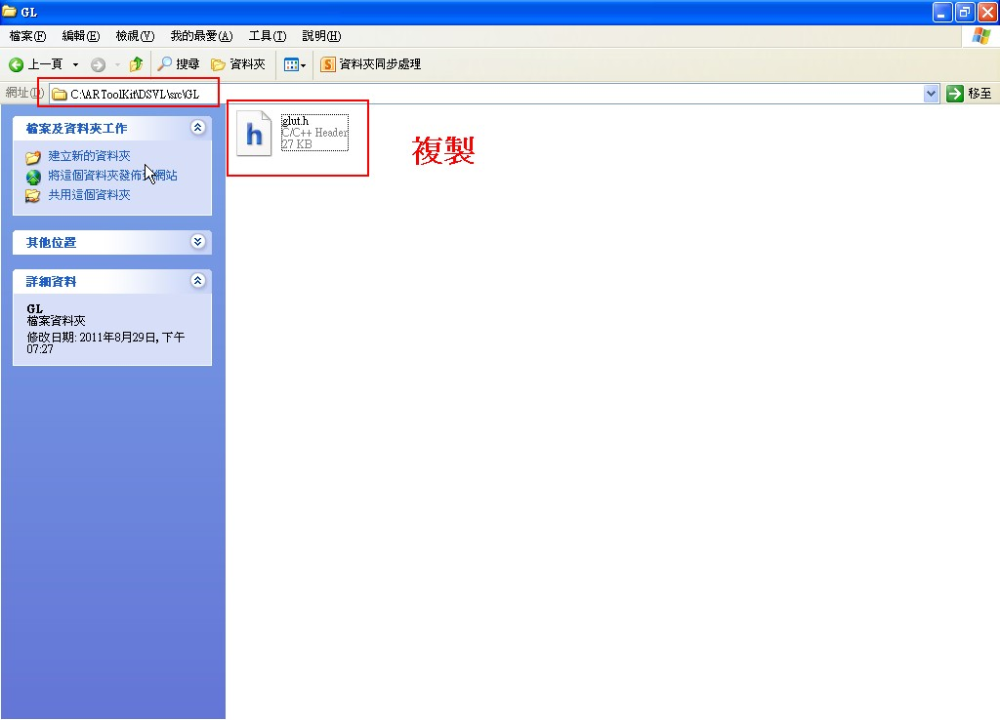 GL
檔案(F) 編輯(E) 檢視(V) 我的最愛(A) 工具(T) 說明(H)
上一頁 搜尋 資料夾 資料夾同步處理
網址(D) C:\ARToolKit\DSVL\src\GL 移至
檔案及資料夾工作
建立新的資料夾
將這個資料夾發佈到網站
共用這個資料夾
其他位置
詳細資料
GL
檔案資料夾
修改日期: 2011年8月29日, 下午
07:27
glut.h
C/C++ Header
27 KB
複製